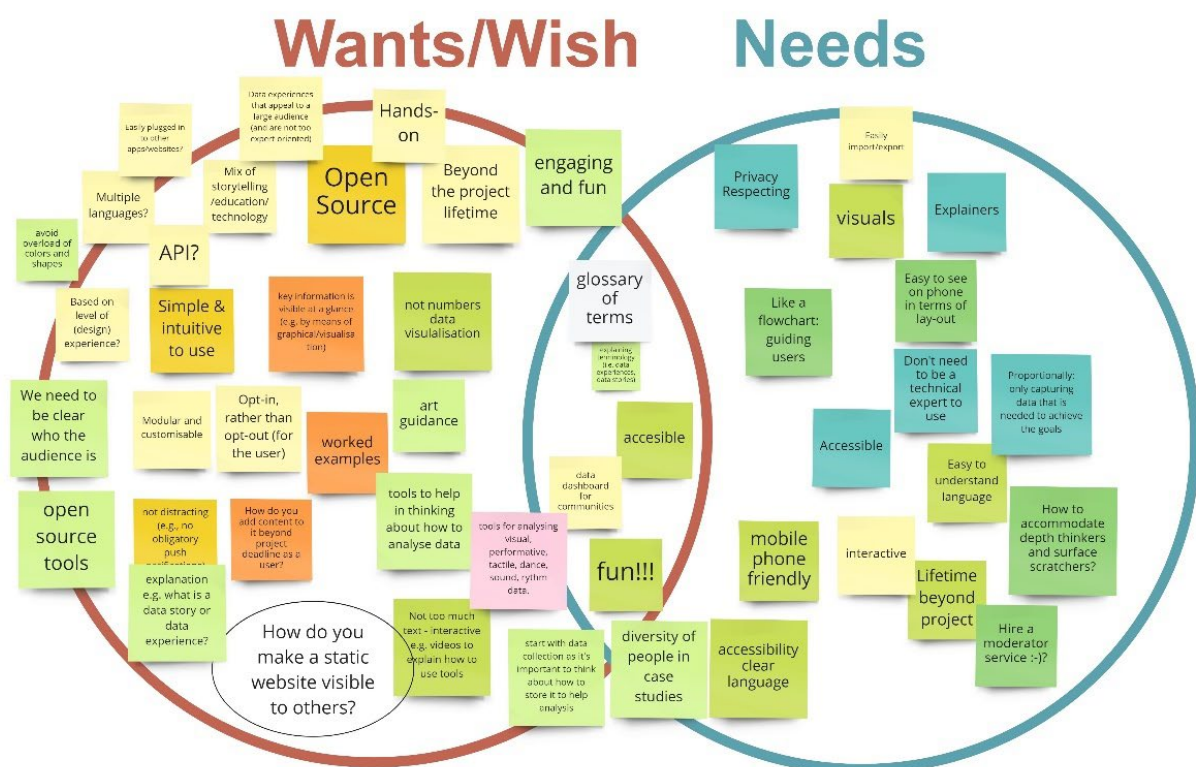 Wants/Wish
Needs
Data experiences
that appeal to a
large audience
(and are not too
expert-oriented)
Hands-
on
Easily plugged in
to other
apps/websites?
Mix of
storytelling
/education/
technology
Open
Source
Beyond
the project
lifetime
engaging
and fun
Multiple
languages?
avoid
overload of
colors and
shapes
API?
Based on
level of
(design)
experience?
Simple &
intuitive
to use
key information is
visible at a glance
(e.g. by means of
graphical/visualisa
tion)
not numbers
data
visulalisation
We need to
be clear
who the
audience is
Modular and
customisable
Opt-in,
rather than
opt-out (for
the user)
worked
examples
art
guidance
open
source
tools
not distracting
(e.g., no
obligatory
push
How do you
add content to
it beyond
project
deadline as a
user?
tools to help
in thinking
about how to
analyse data
tools for analysing
visual,
performative,
tactile, dance,
sound, rythm
data.
explanation
e.g. what is a
data story or
data
experience?
How do you
make a static
website visible
to others?
Not too much
text - interactive
e.g. videos to
explain how to
use tools
start with data
collection as it's
important to think
about how to
store it to help
analysis
glossary
of
terms
explaining
terminology
(i.e. data
experiences,
data stories)
accesible
data
dashboard
for
communities
fun!!!
diversity of
people in
case
studies
accessibility
clear
language
Privacy
Respecting
Easily
import/export
visuals
Explainers
Like a
flowchart:
guiding
users
Easy to see
on phone
in terms of
lay-out
Don't need
to be a
technical
expert to
use
Proportionally:
only capturing
data that is
needed to achieve
the goals
Accessible
Easy to
understand
language
How to
accommodate
depth thinkers
and surface
scratchers?
mobile
phone
friendly
interactive
Lifetime
beyond
project
Hire a
moderator
service :-)?